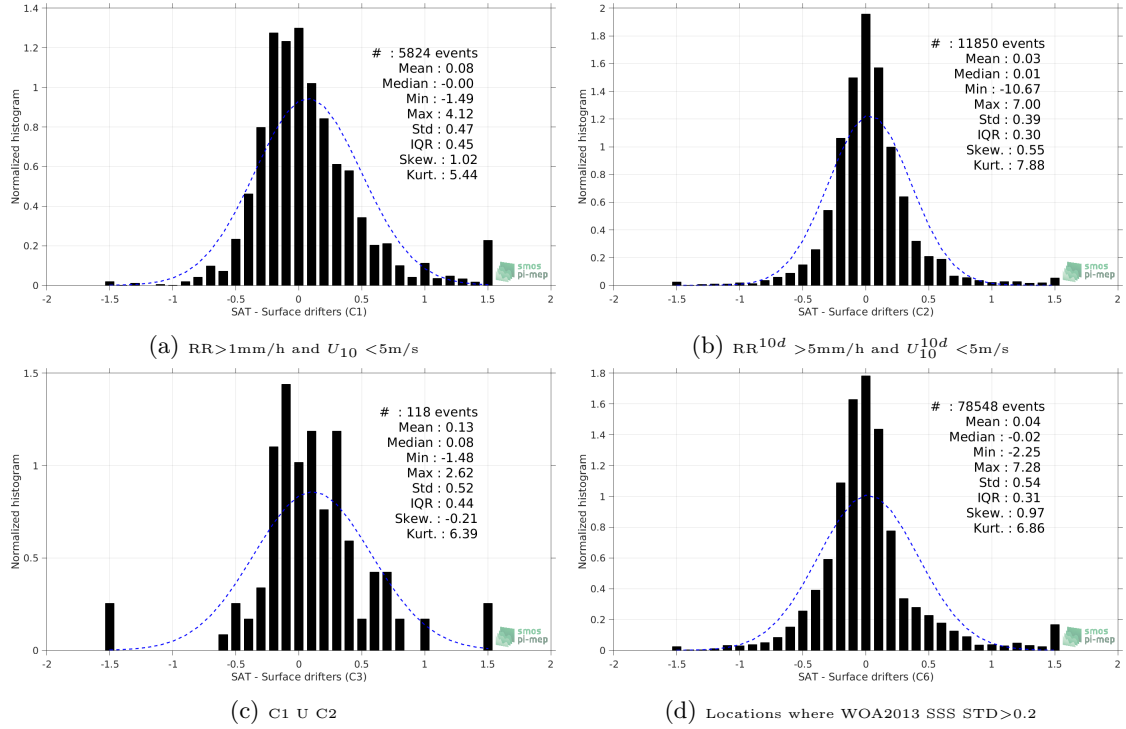 1.4
1.2
1
0.8
0.6
0.4
0.2
0
Normalized histogram
-2
-1.5
-1
-0.5
0
0.5
1
1.5
2
SAT - Surface drifters (C1)
# : 5824 events
Mean : 0.08
Median : -0.00
Min : -1.49
Max : 4.12
Std : 0.47
IQR : 0.45
Skew. : 1.02
Kurt. : 5.44
smos
pi-mep
(a) RR>1mm/h and U10 <5m/s
2
1.8
1.6
1.4
1.2
1
0.8
0.6
0.4
0.2
0
Normalized histogram
-2
-1.5
-1
-0.5
0
0.5
1
1.5
2
SAT - Surface drifters (C2)
# : 11850 events
Mean : 0.03
Median : 0.01
Min : -10.67
Max : 7.00
Std : 0.39
IQR : 0.30
Skew. : 0.55
Kurt. : 7.88
smos
pi-mep
(b) RR10d >5mm/h and U10d10 <5m/s
1.5
1
0.5
0
Normalized histogram
-2
-1.5
-1
-0.5
0
0.5
1
1.5
2
SAT - Surface drifters (C3)
# : 118 events
Mean : 0.13
Median : 0.08
Min : -1.48
Max : 2.62
Std : 0.52
IQR : 0.44
Skew. : -0.21
Kurt. : 6.39
smos
pi-mep
(c) C1 U C2
1.8
1.6
1.4
1.2
1
0.8
0.6
0.4
0.2
0
Normalized histogram
-2
-1.5
-1
-0.5
0
0.5
1
1.5
2
SAT - Surface drifters (C6)
# : 78548 events
Mean : 0.04
Median : -0.02
Min : -2.25
Max : 7.28
Std : 0.54
IQR : 0.31
Skew. : 0.97
Kurt. : 6.86
smos
pi-mep
(d) Locations where WOA2013 SSS STD>0.2